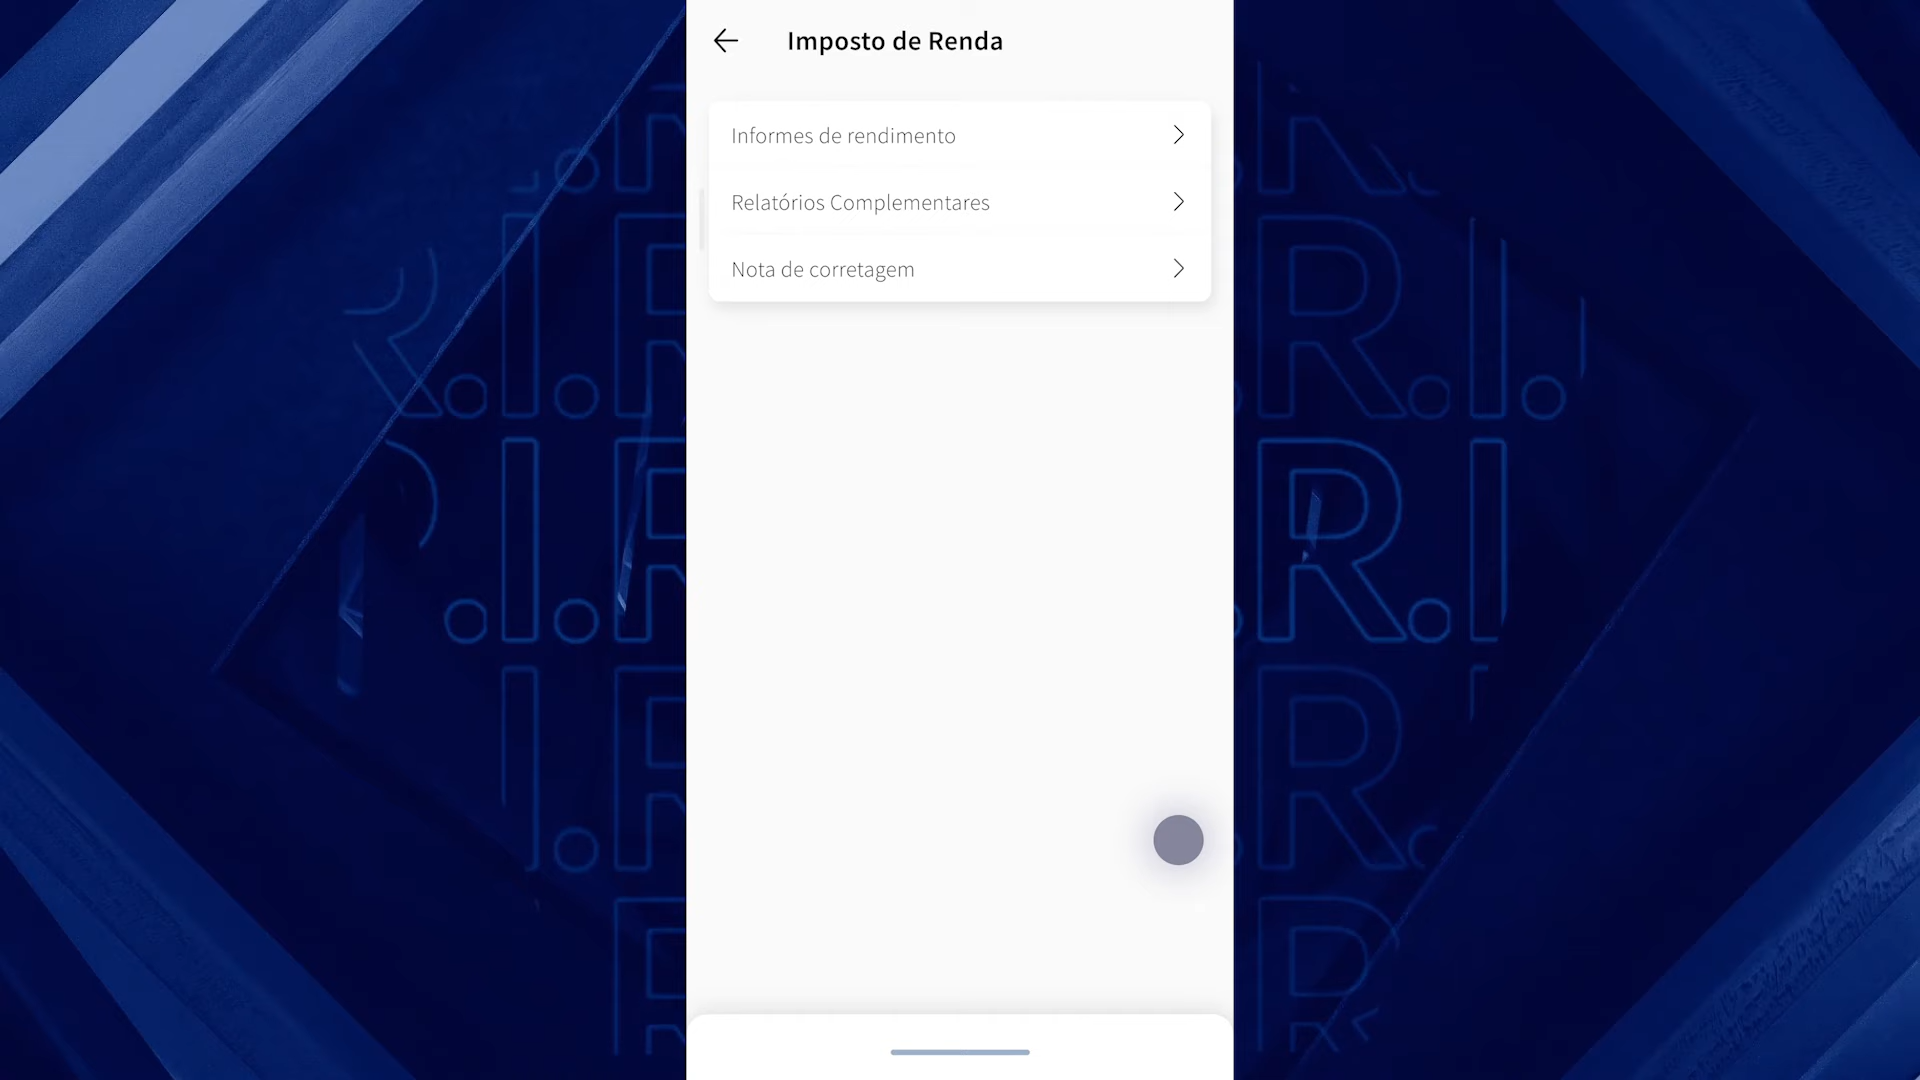 Imposto de Renda
Informes de rendimento
Relatórios Complementares
Nota de corretagem
R.I.R
R.I.
I.R
R.I